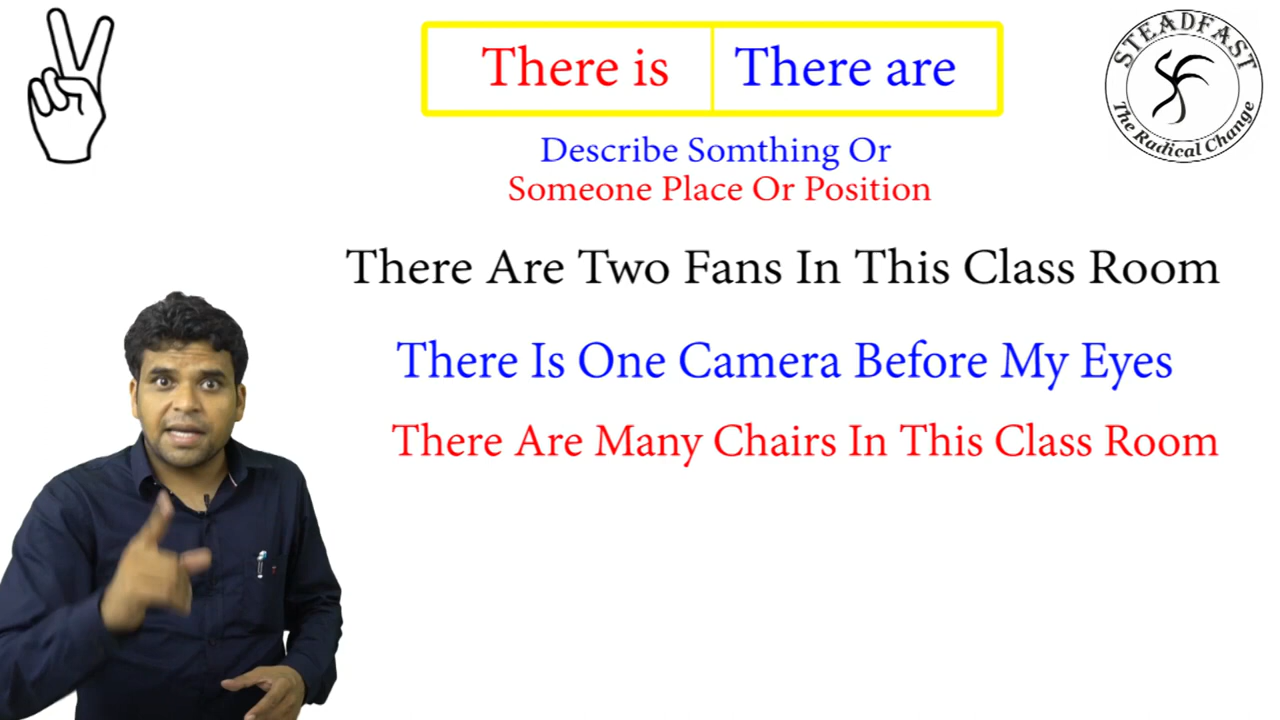 There is There are
STEADFAST
The Radical Change
Describe Somthing Or
Someone Place Or Position
There Are Two Fans In This Class Room
There Is One Camera Before My Eyes
There Are Many Chairs In This Class Room